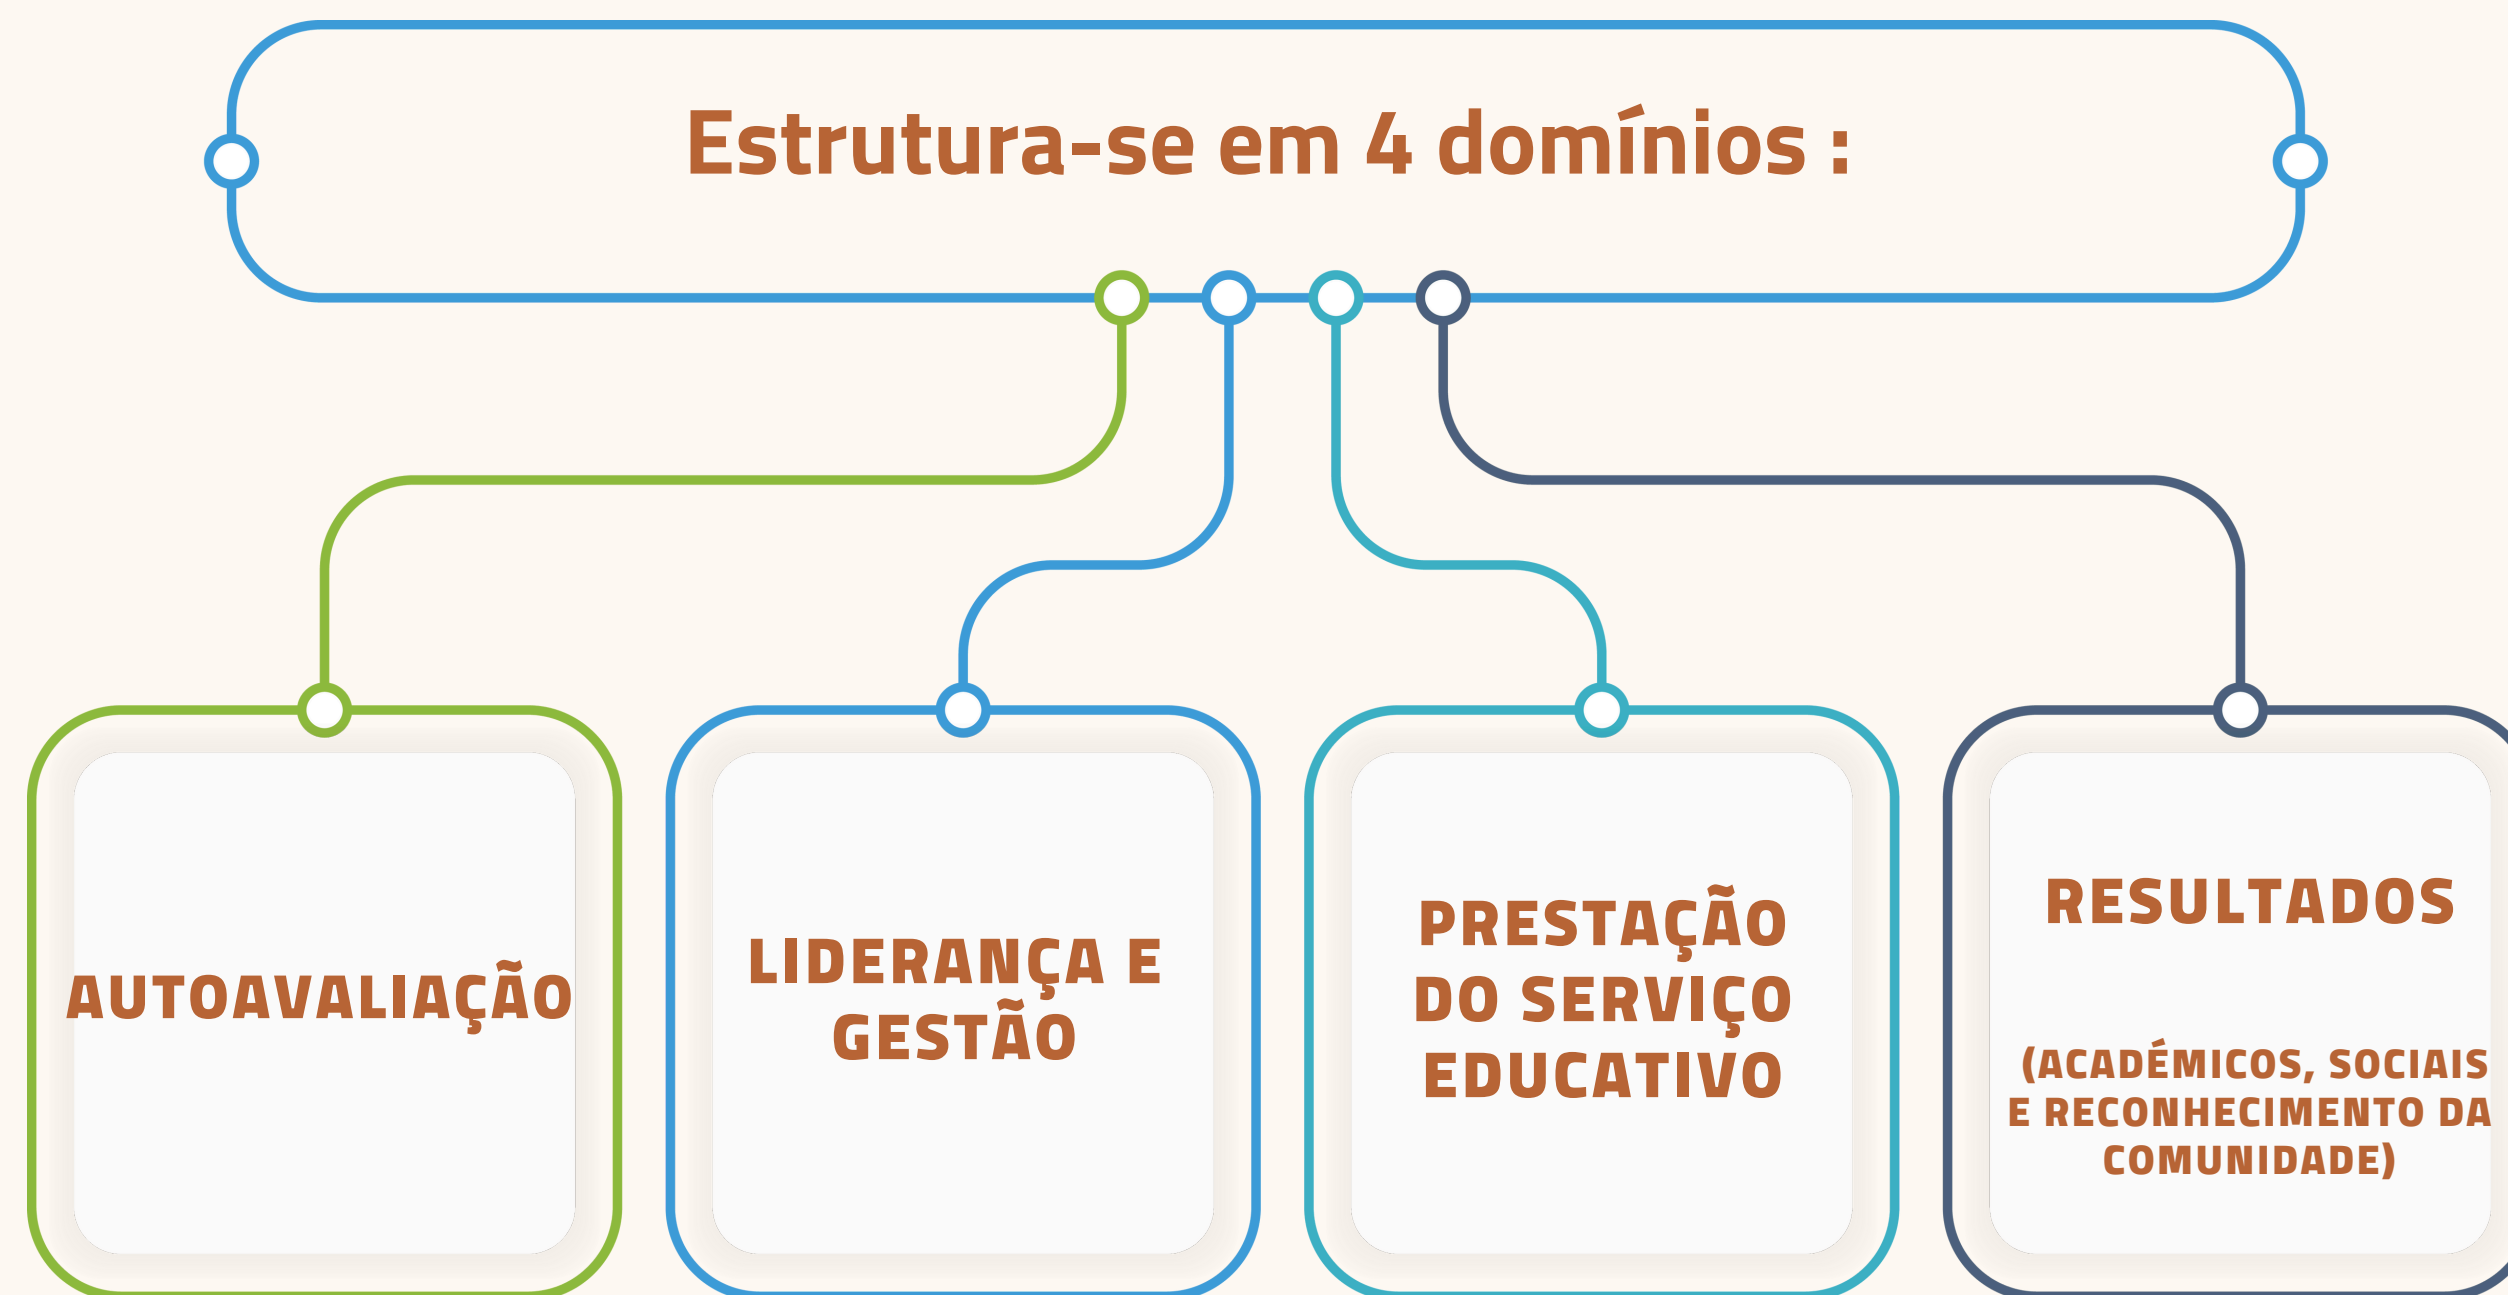 Estrutura-se em 4 domínios :
AUTOAVALIAÇÃO
LIDERANÇA E
GESTÃO
PRESTAÇÃO
DO SERVIÇO
EDUCATIVO
RESULTADOS
(ACADÉMICOS, SOCIAIS
E RECONHECIMENTO DA
COMUNIDADE)